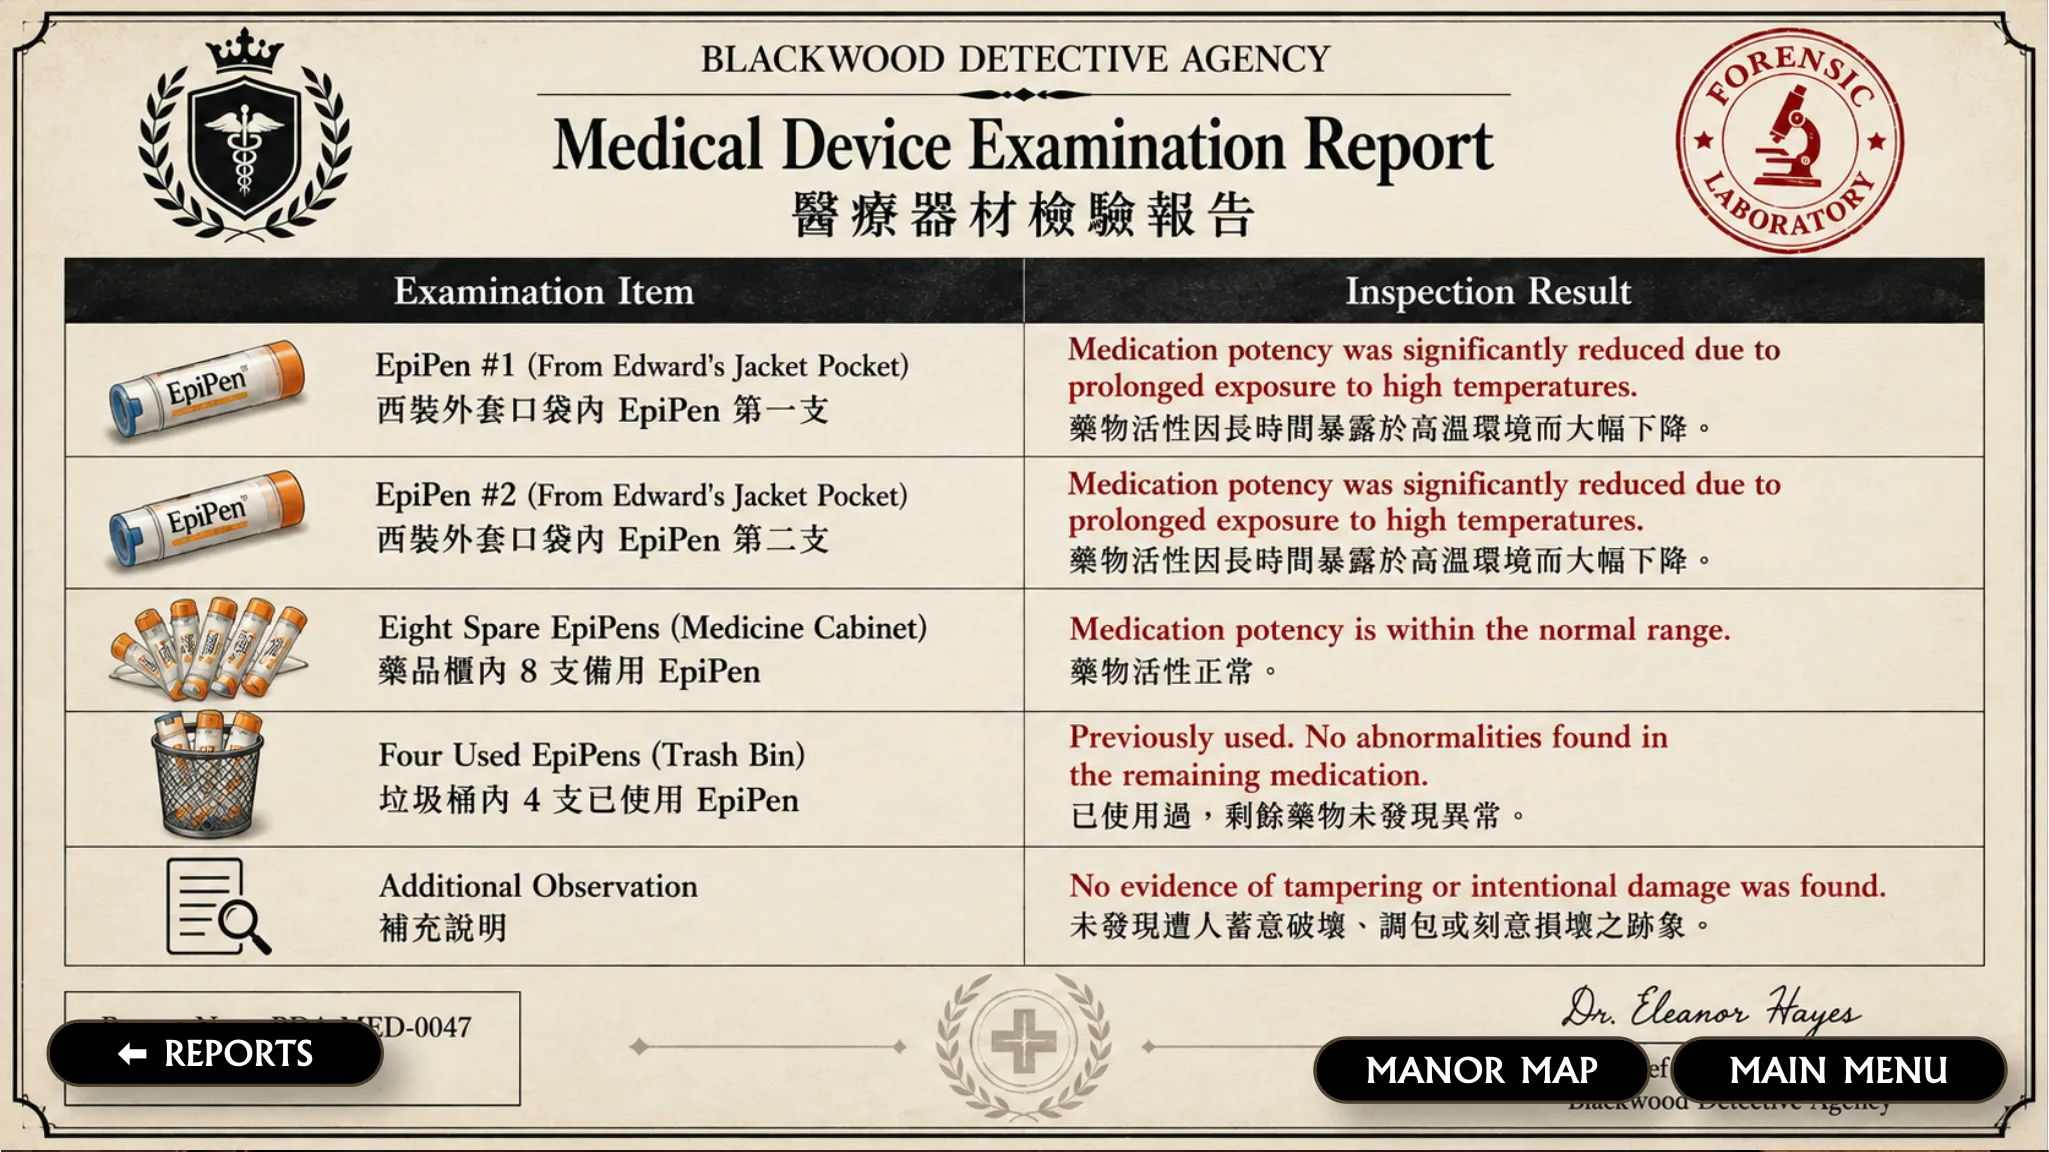 BLACKWOOD DETECTIVE AGENCY
Medical Device Examination Report
醫療器材檢驗報告
FORENSIC
LABORATORY
Examination Item
Inspection Result
EpiPen
EpiPen #1 (From Edward's Jacket Pocket)
西裝外套口袋內 EpiPen 第一支
Medication potency was significantly reduced due to
prolonged exposure to high temperatures.
藥物活性因長時間暴露於高溫環境而大幅下降。
EpiPen
EpiPen #2 (From Edward's Jacket Pocket)
西裝外套口袋內 EpiPen 第二支
Medication potency was significantly reduced due to
prolonged exposure to high temperatures.
藥物活性因長時間暴露於高溫環境而大幅下降。
Eight Spare EpiPens (Medicine Cabinet)
藥品櫃內 8 支備用 EpiPen
Medication potency is within the normal range.
藥物活性正常。
Four Used EpiPens (Trash Bin)
垃圾桶內 4 支已使用 EpiPen
Previously used. No abnormalities found in
the remaining medication.
已使用過，剩餘藥物未發現異常。
Additional Observation
補充說明
No evidence of tampering or intentional damage was found.
未發現遭人蓄意破壞、調包或刻意損壞之跡象。
MED-0047
Dr. Eleanor Hayes
Blackwood Detective Agency
⬅ REPORTS
MANOR MAP
MAIN MENU